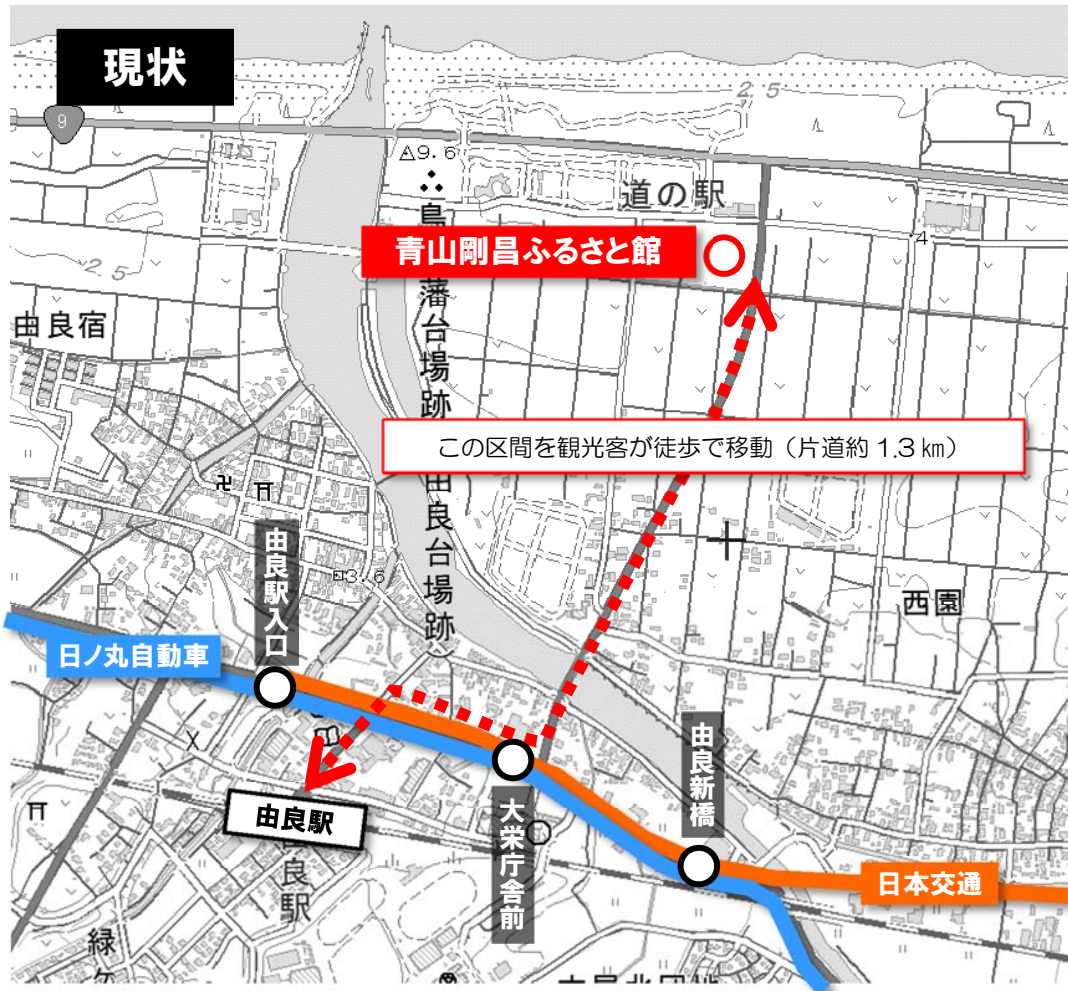 現状
9
2.5
△9.6
道の駅
青山剛昌ふるさと館
4
2.5
鳥
藩台場跡
由良台場跡)
由良宿
この区間を観光客が徒歩で移動（片道約 1.3 ㎞）
3.6
西園
由良駅入口
日ノ丸自動車
由良新橋
由良駅
大栄庁舎前
日本交通
良駅
緑ヶ